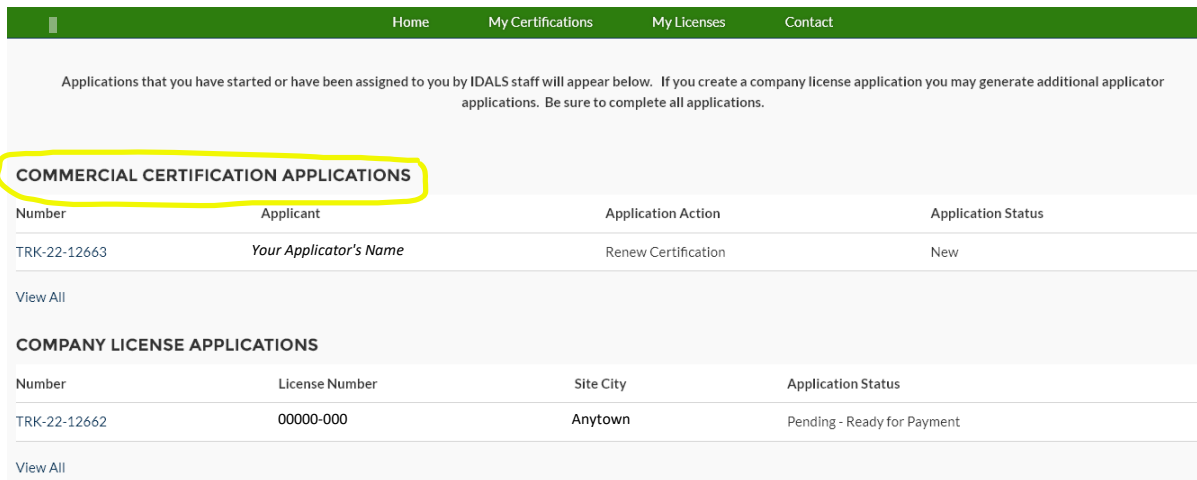 Home My Certifications My Licenses Contact
Applications that you have started or have been assigned to you by IDALS staff will appear below. If you create a company license application you may generate additional applicator
applications. Be sure to complete all applications.
COMMERCIAL CERTIFICATION APPLICATIONS
Number Applicant Application Action Application Status
TRK-22-12663 Your Applicator's Name Renew Certification New
View All
COMPANY LICENSE APPLICATIONS
Number License Number Site City Application Status
TRK-22-12662 00000-000 Anytown Pending - Ready for Payment
View All